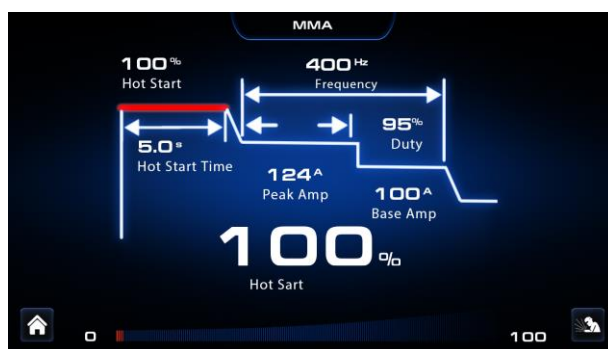 MMA
100%
Hot Start
400Hz
Frequency
5.0s
Hot Start Time
95%
Duty
124A
Peak Amp
100A
Base Amp
100%
Hot Sart
0
100